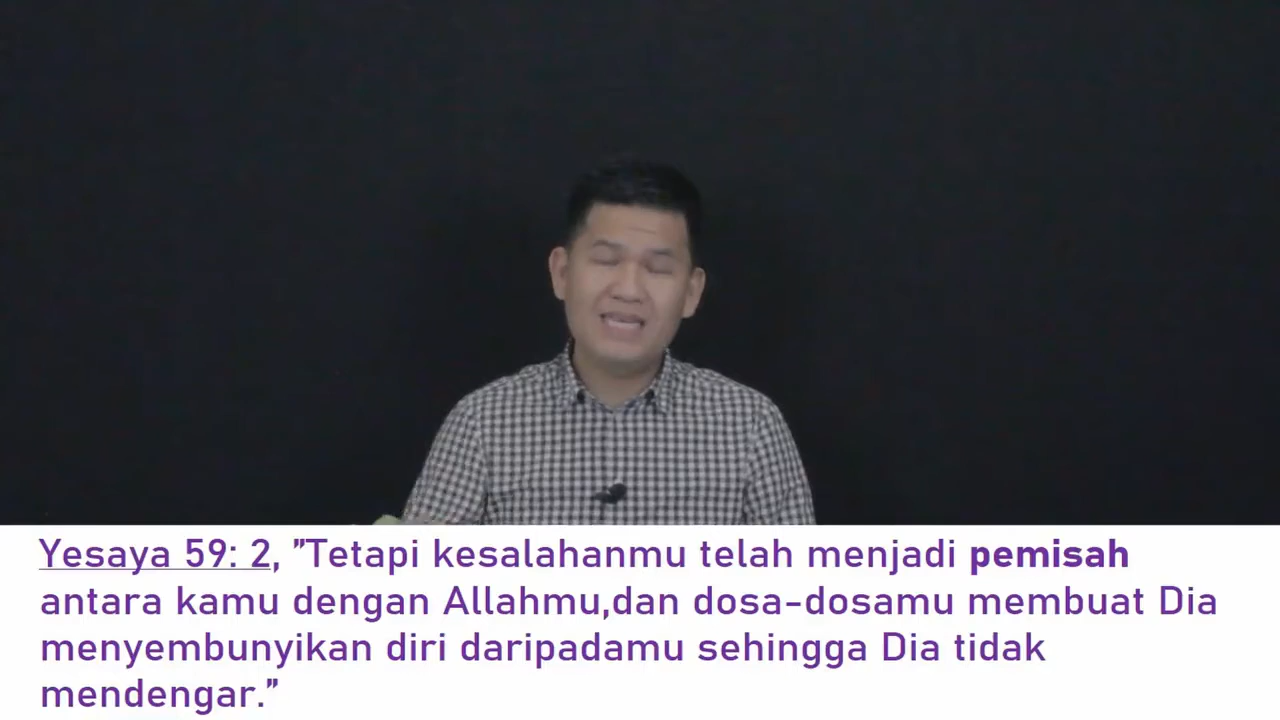 Yesaya 59: 2, "Tetapi kesalahanmu telah menjadi pemisah
antara kamu dengan Allahmu,dan dosa-dosamu membuat Dia
menyembunyikan diri daripadamu sehingga Dia tidak
mendengar."